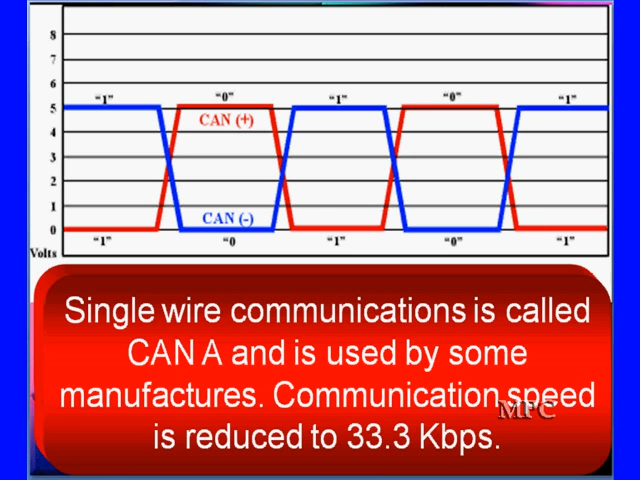 8
7
6
"1" "0" "1" "0" "1"
5
CAN (+)
4
3
2
1
CAN (-)
0
Volts "1" "0 "1" "0" "1"
Single wire communications is called
CAN A and is used by some
manufactures. Communication speed
is reduced to 33.3 Kbps.
MPC